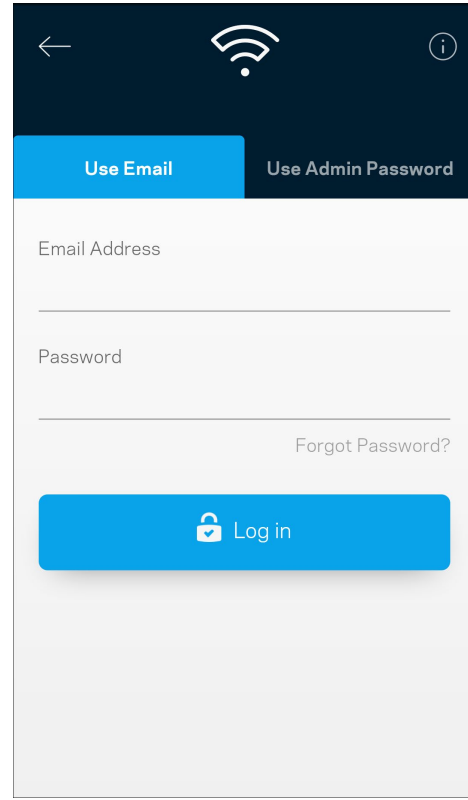 Use Email
Use Admin Password
Email Address
Password
Forgot Password?
Log in